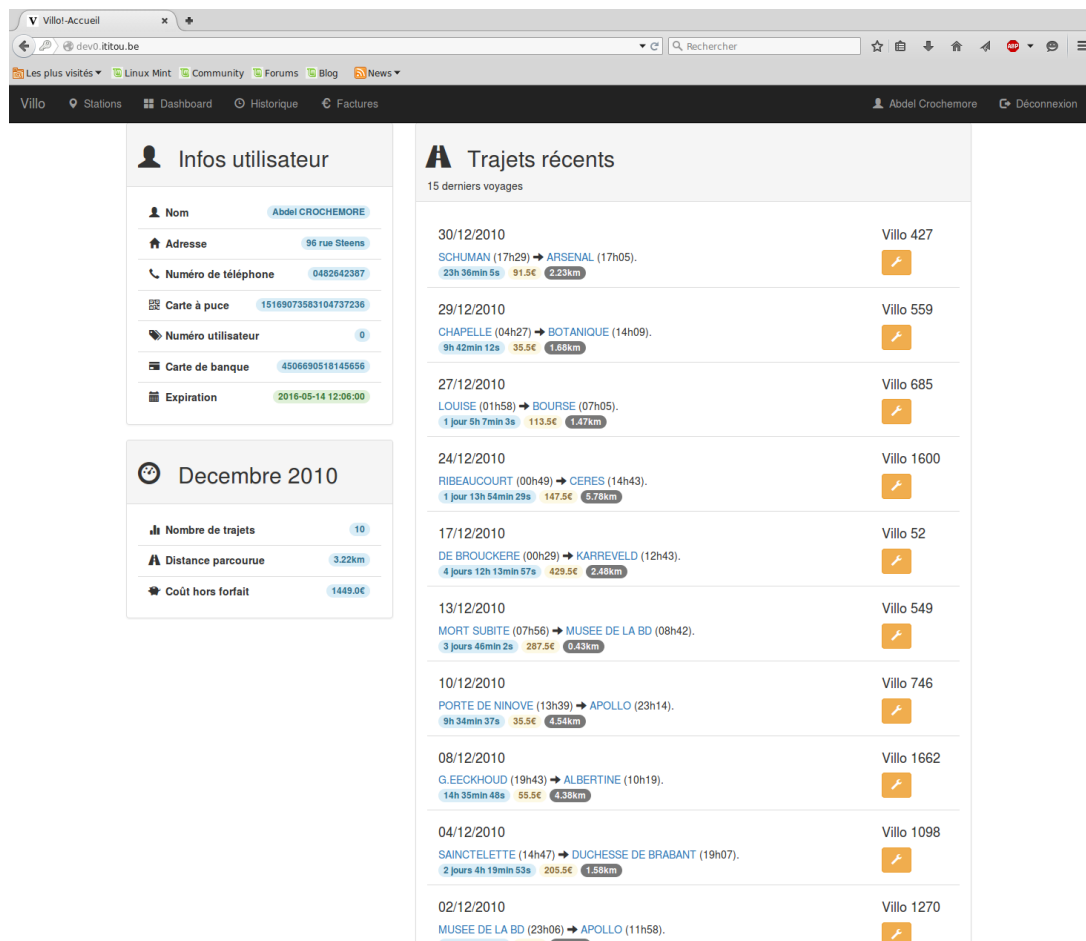 V Villo!-Accueil
dev0.ititou.be
Rechercher
ABP
Les plus visités Linux Mint Community Forums Blog News
Villo Stations Dashboard Historique Factures Abdel Crochemore Déconnexion
Infos utilisateur
Nom Abdel CROCHEMORE
Adresse 96 rue Steens
Numéro de téléphone 0482642387
Carte à puce 15169073583104737236
Numéro utilisateur 0
Carte de banque 4506690518145656
Expiration 2016-05-14 12:06:00
Decembre 2010
Nombre de trajets 10
Distance parcourue 3.22km
Coût hors forfait 1449.0€
Trajets récents
15 derniers voyages
30/12/2010 Villo 427
SCHUMAN (17h29) ➔ ARSENAL (17h05).
23h 36min 5s 91.5€ 2.23km
29/12/2010 Villo 559
CHAPELLE (04h27) ➔ BOTANIQUE (14h09).
9h 42min 12s 35.5€ 1.68km
27/12/2010 Villo 685
LOUISE (01h58) ➔ BOURSE (07h05).
1 jour 5h 7min 3s 113.5€ 1.47km
24/12/2010 Villo 1600
RIBEAUCOURT (00h49) ➔ CERES (14h43).
1 jour 13h 54min 29s 147.5€ 5.78km
17/12/2010 Villo 52
DE BROUCKERE (00h29) ➔ KARREVELD (12h43).
4 jours 12h 13min 57s 429.5€ 2.48km
13/12/2010 Villo 549
MORT SUBITE (07h56) ➔ MUSEE DE LA BD (08h42).
3 jours 46min 2s 287.5€ 0.43km
10/12/2010 Villo 746
PORTE DE NINOVE (13h39) ➔ APOLLO (23h14).
9h 34min 37s 35.5€ 4.54km
08/12/2010 Villo 1662
G.EECKHOUD (19h43) ➔ ALBERTINE (10h19).
14h 35min 48s 55.5€ 4.38km
04/12/2010 Villo 1098
SAINCTELETTE (14h47) ➔ DUCHESSE DE BRABANT (19h07).
2 jours 4h 19min 53s 205.5€ 1.58km
02/12/2010 Villo 1270
MUSEE DE LA BD (23h06) ➔ APOLLO (11h58).